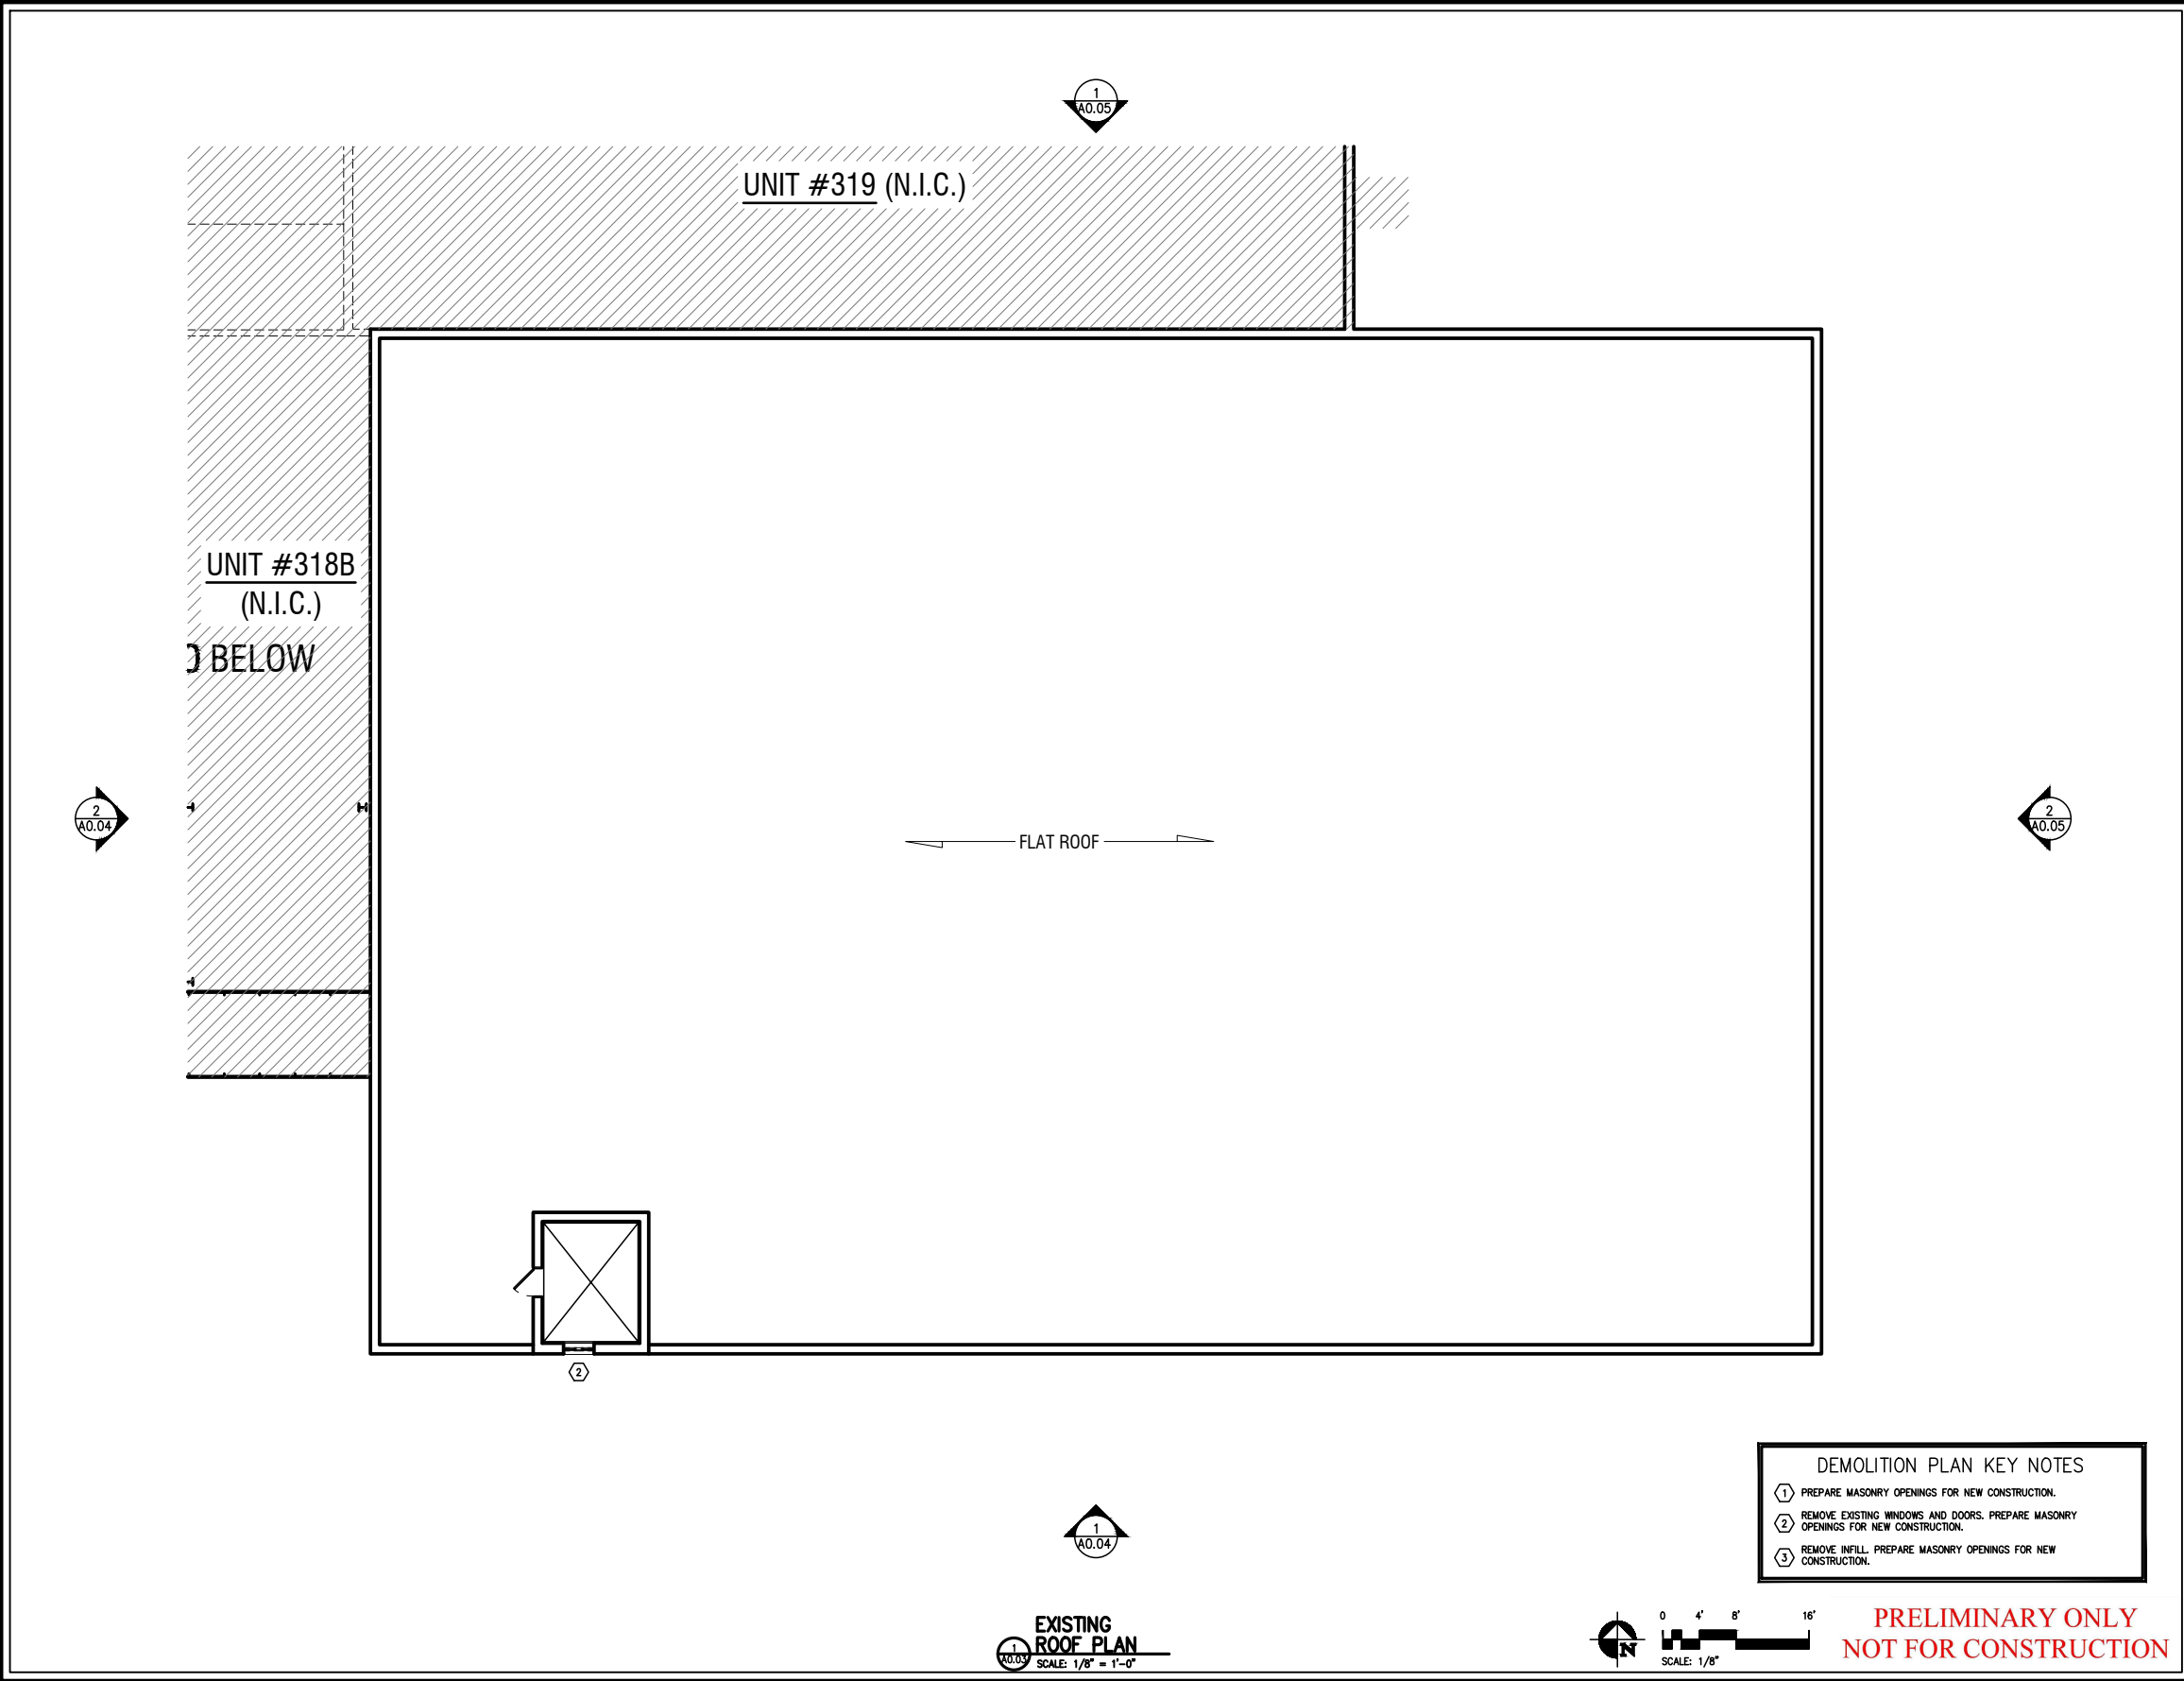 1
A0.05
UNIT #319 (N.I.C.)
UNIT #318B
(N.I.C.)
BELOW
2
A0.04
FLAT ROOF
2
A0.05
2
DEMOLITION PLAN KEY NOTES
1 PREPARE MASONRY OPENINGS FOR NEW CONSTRUCTION.
2 REMOVE EXISTING WINDOWS AND DOORS. PREPARE MASONRY
OPENINGS FOR NEW CONSTRUCTION.
3 REMOVE INFILL. PREPARE MASONRY OPENINGS FOR NEW
CONSTRUCTION.
1
A0.04
EXISTING
ROOF PLAN
1
A0.03
SCALE: 1/8" = 1'-0"
N
0 4' 8' 16'
SCALE: 1/8"
PRELIMINARY ONLY
NOT FOR CONSTRUCTION